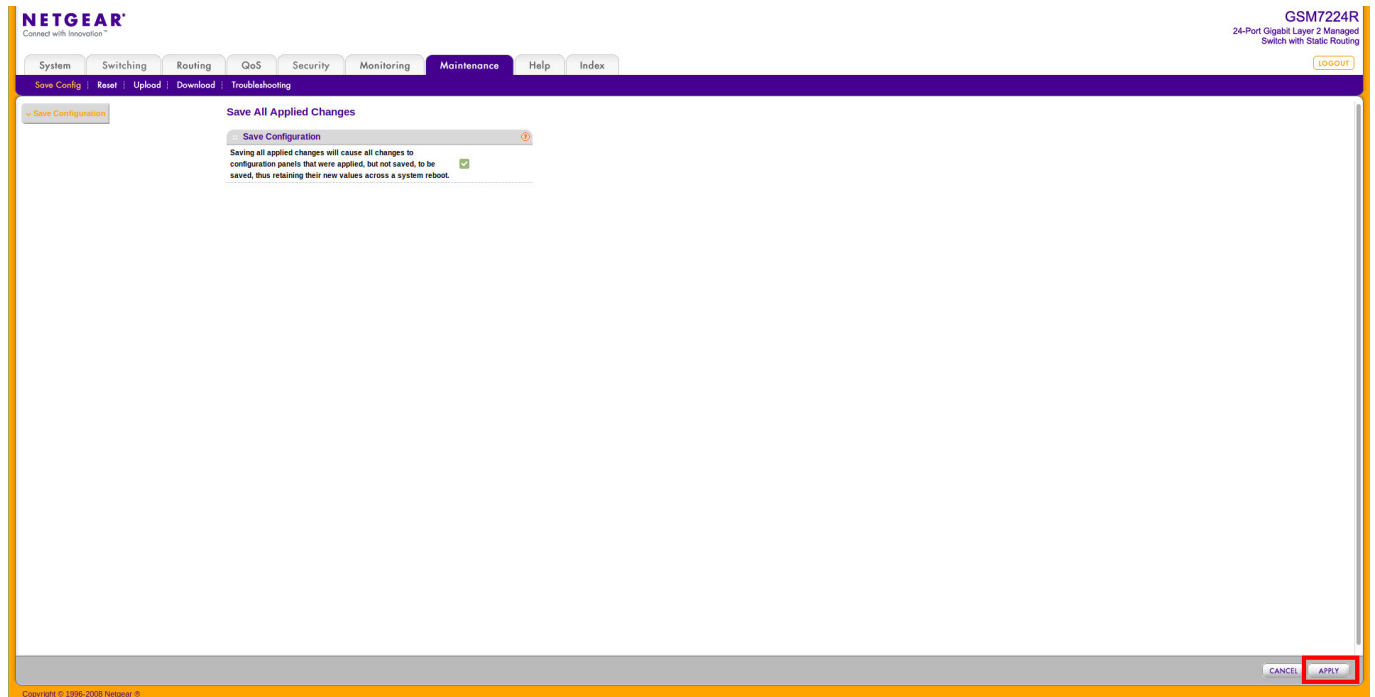 NETGEAR®
Connect with Innovation™
GSM7224R
24-Port Gigabit Layer 2 Managed
Switch with Static Routing
System Switching Routing QoS Security Monitoring Maintenance Help Index
LOGOUT
Save Config | Reset | Upload | Download | Troubleshooting
Save Configuration
Save All Applied Changes
Save Configuration ?
Saving all applied changes will cause all changes to
configuration panels that were applied, but not saved, to be
saved, thus retaining their new values across a system reboot.
CANCEL APPLY
Copyright © 1996-2008 Netgear ®